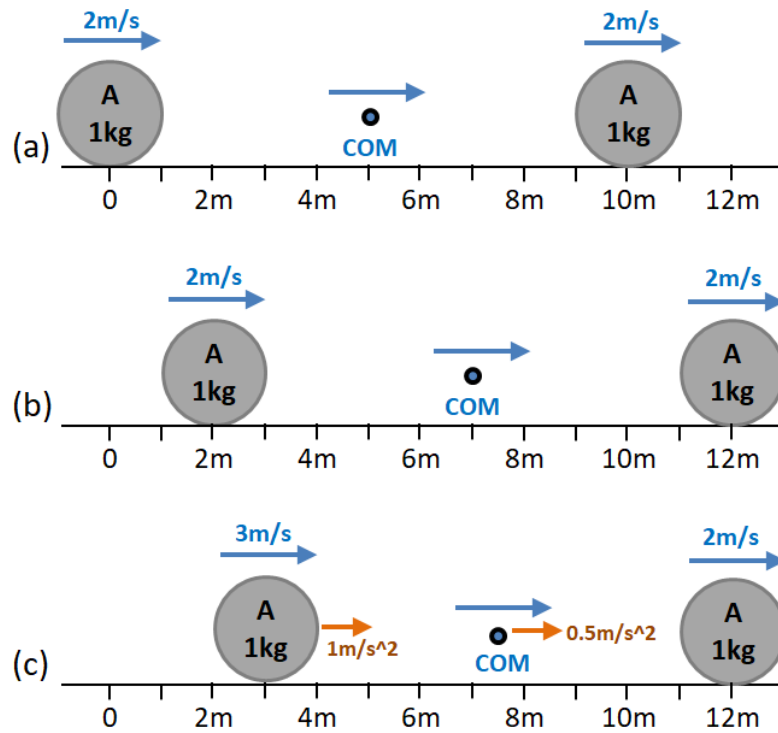 2m/s 2m/s
A A
1kg 1kg
COM
(a)
0 2m 4m 6m 8m 10m 12m
2m/s 2m/s
A A
1kg 1kg
COM
(b)
0 2m 4m 6m 8m 10m 12m
3m/s 2m/s
A A
1kg 1kg
1m/s^2 0.5m/s^2
COM
(c)
0 2m 4m 6m 8m 10m 12m